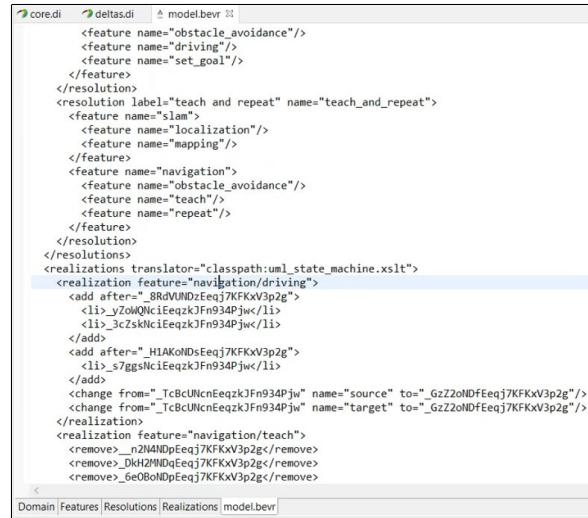 core.di deltas.di model.bevr
<feature name="obstacle_avoidance"/>
<feature name="driving"/>
<feature name="set_goal"/>
</feature>
</resolution>
<resolution label="teach and repeat" name="teach_and_repeat">
<feature name="slam">
<feature name="localization"/>
<feature name="mapping"/>
</feature>
<feature name="navigation">
<feature name="obstacle_avoidance"/>
<feature name="teach"/>
<feature name="repeat"/>
</feature>
</resolution>
</resolutions>
<realizations translator="classpath:uml_state_machine.xslt">
<realization feature="navigation/driving">
<add after="_8RdVUNDzEeqj7KFKxV3p2g">
<li>_yZoWQNciEeqzkJFn934Pjw</li>
<li>_3cZskNciEeqzkJFn934Pjw</li>
</add>
<add after="_H1AKoNDsEeqj7KFKxV3p2g">
<li>_s7ggsNciEeqzkJFn934Pjw</li>
</add>
<change from="_TcBcUNcnEeqzkJFn934Pjw" name="source" to="_GzZ2oNDfEeqj7KFKxV3p2g"/>
<change from="_TcBcUNcnEeqzkJFn934Pjw" name="target" to="_GzZ2oNDfEeqj7KFKxV3p2g"/>
</realization>
<realization feature="navigation/teach">
<remove>__n2N4NDpEeqj7KFKxV3p2g</remove>
<remove>_DkH2MNDqEeqj7KFKxV3p2g</remove>
<remove>_6eOBoNDpEeqj7KFKxV3p2g</remove>
Domain Features Resolutions Realizations model.bevr